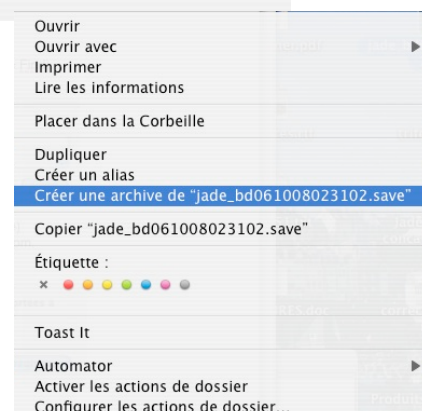 Ouvrir
Ouvrir avec
Imprimer
Lire les informations
Placer dans la Corbeille
Dupliquer
Créer un alias
Créer une archive de “jade_bd061008023102.save”
Copier “jade_bd061008023102.save”
Étiquette :
Toast It
Automator
Activer les actions de dossier
Configurer les actions de dossier...